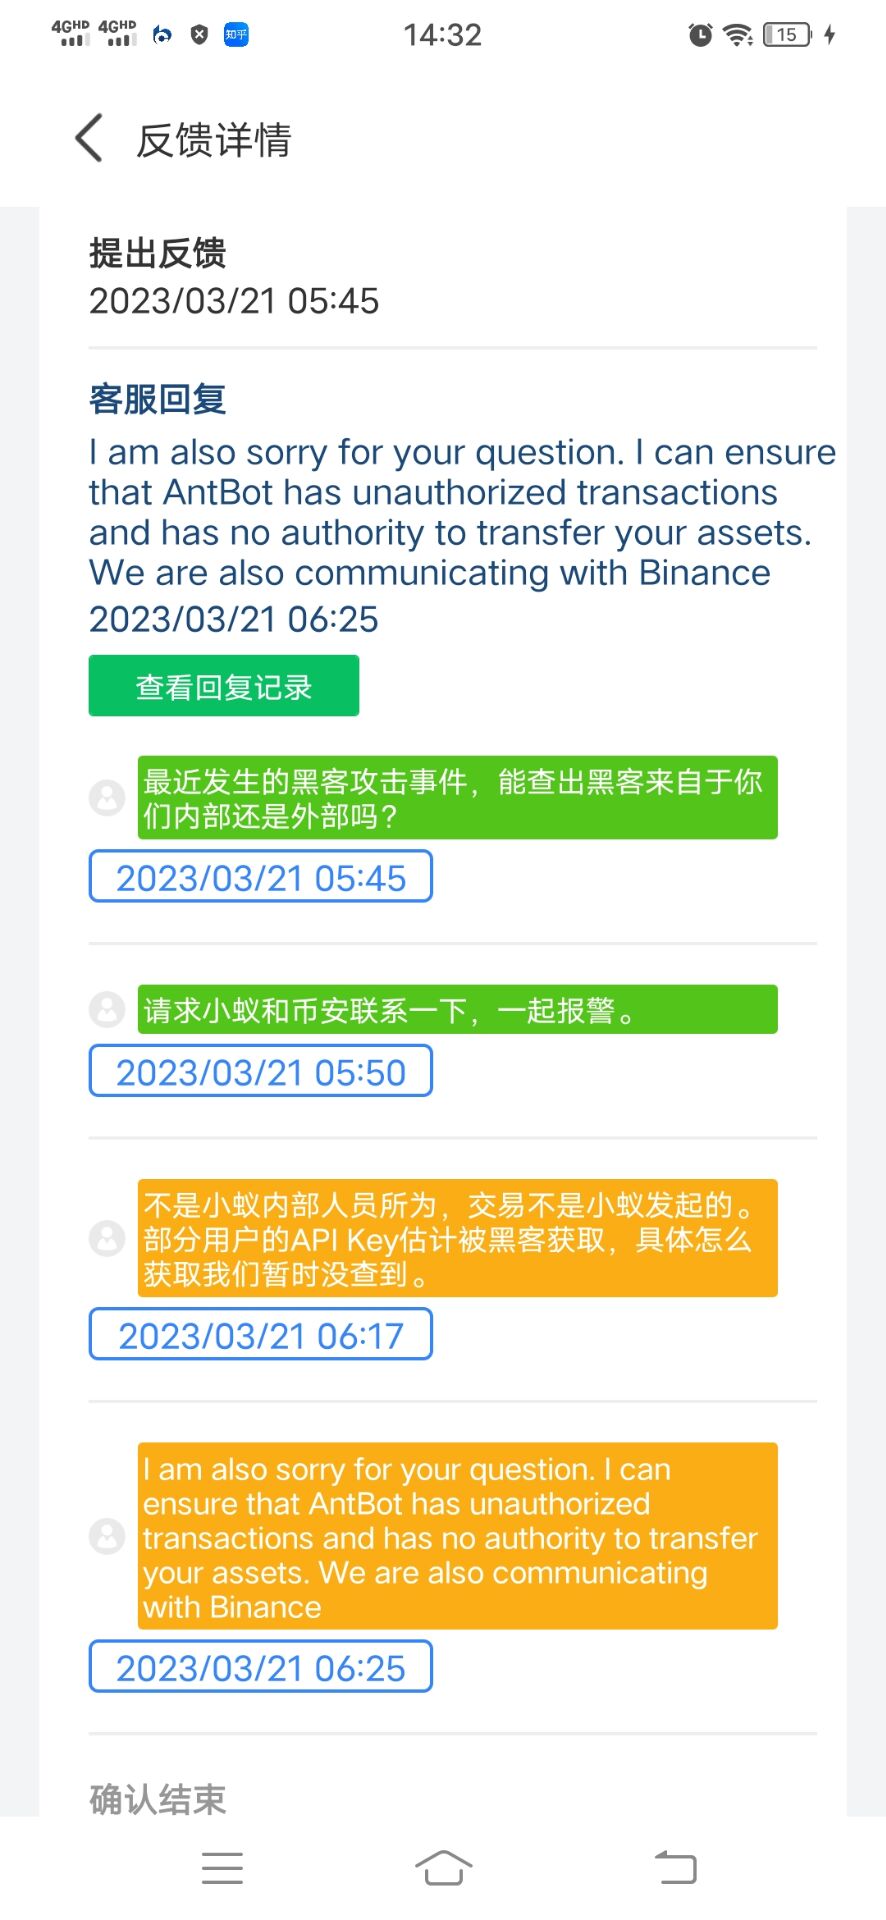 4GHD 4GHD 知乎 14:32 15
反馈详情
提出反馈
2023/03/21 05:45
客服回复
I am also sorry for your question. I can ensure
that AntBot has unauthorized transactions
and has no authority to transfer your assets.
We are also communicating with Binance
2023/03/21 06:25
查看回复记录
最近发生的黑客攻击事件，能查出黑客来自于你
们内部还是外部吗？
2023/03/21 05:45
请求小蚁和币安联系一下，一起报警。
2023/03/21 05:50
不是小蚁内部人员所为，交易不是小蚁发起的。
部分用户的API Key估计被黑客获取，具体怎么
获取我们暂时没查到。
2023/03/21 06:17
I am also sorry for your question. I can
ensure that AntBot has unauthorized
transactions and has no authority to transfer
your assets. We are also communicating
with Binance
2023/03/21 06:25
确认结束